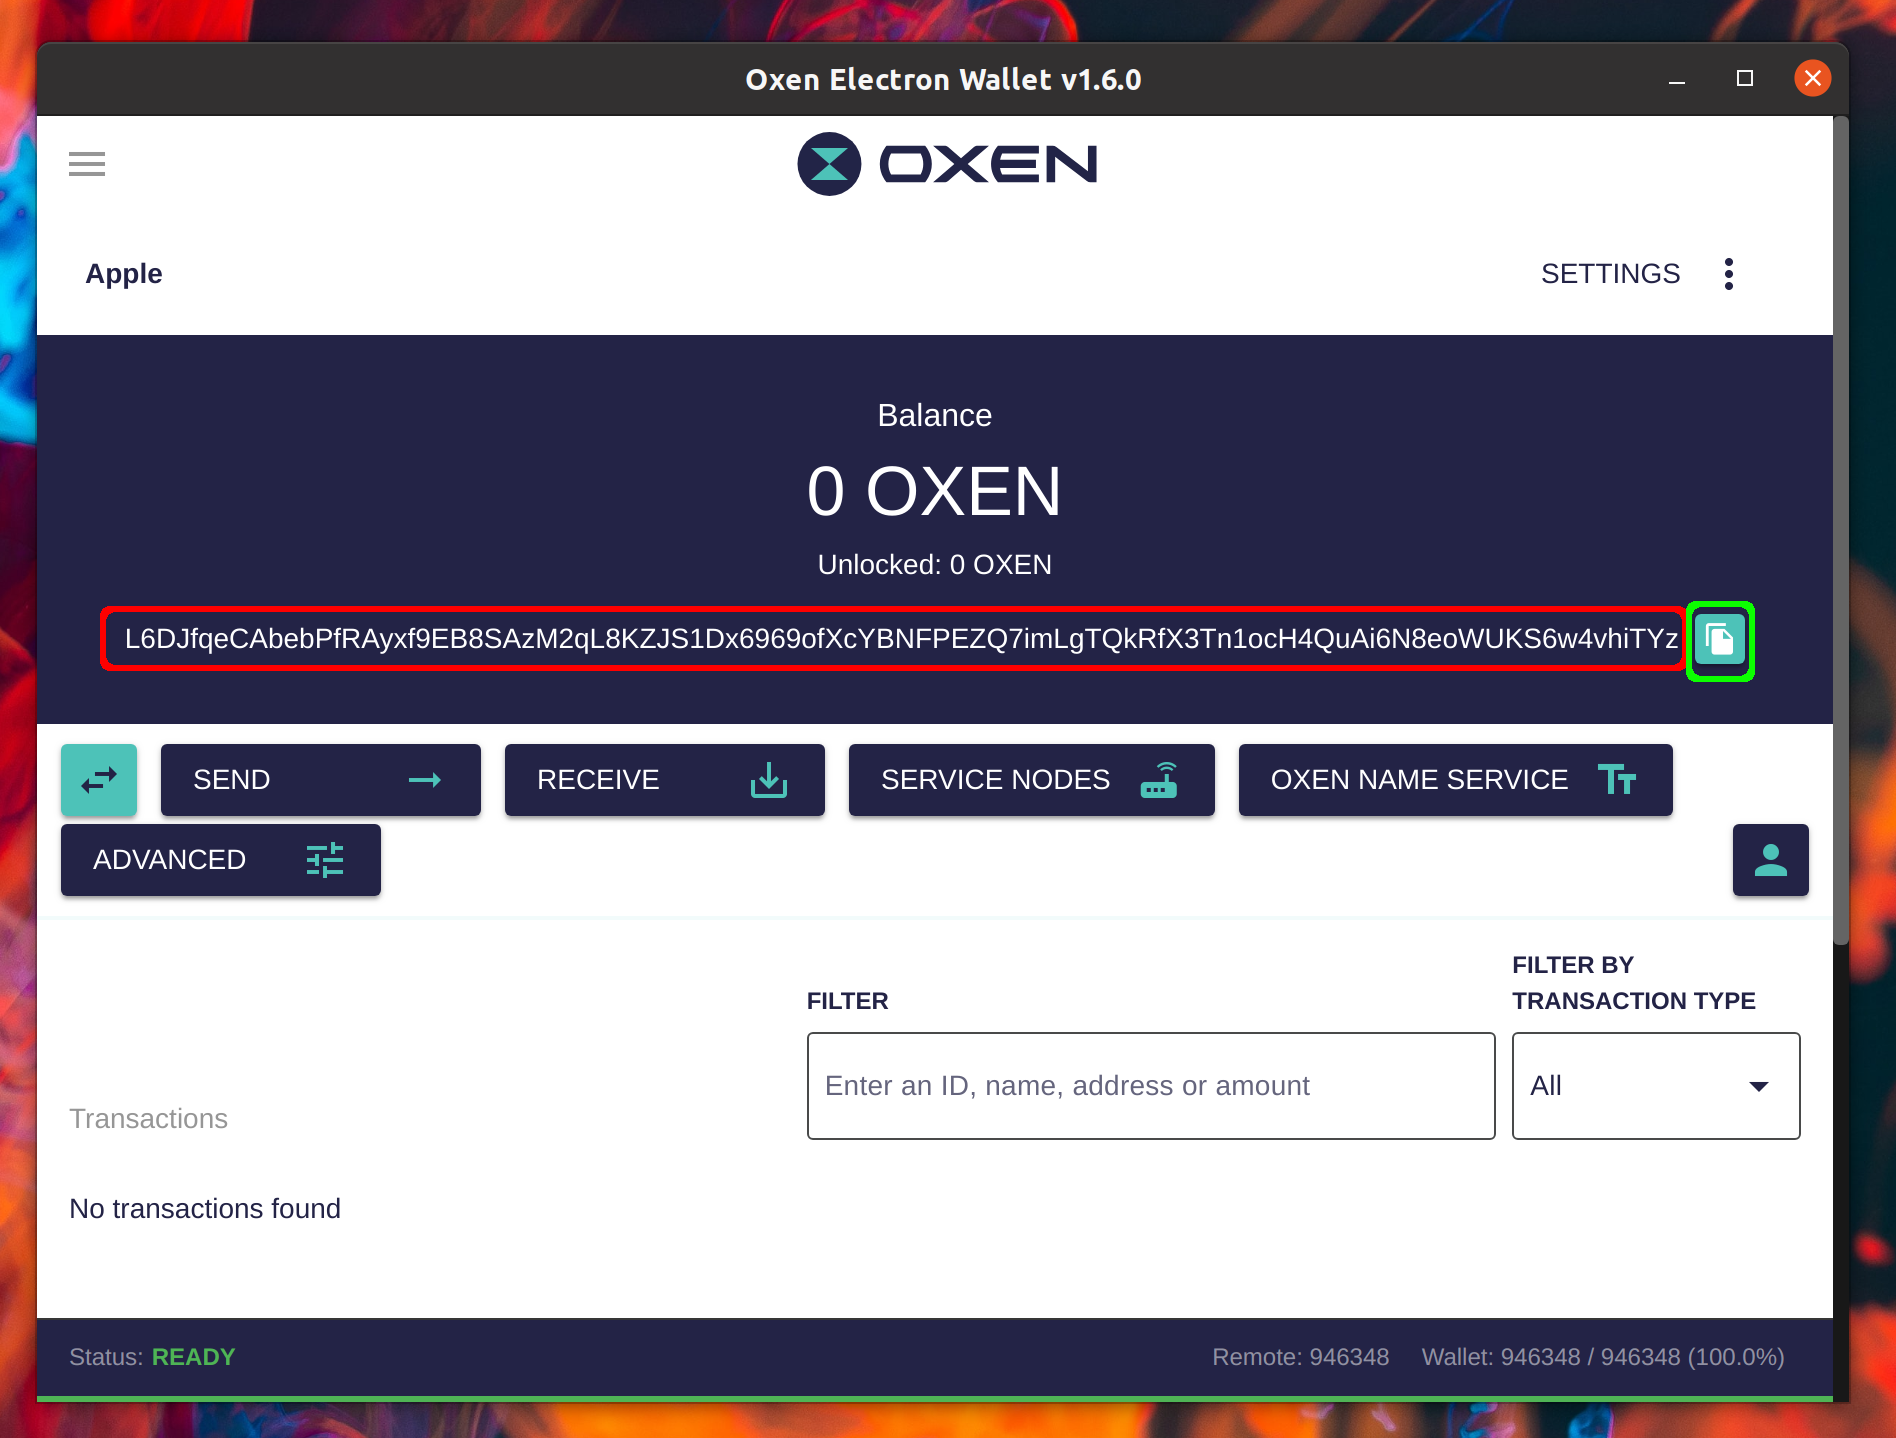 Oxen Electron Wallet v1.6.0
OXEN
Apple
SETTINGS
Balance
0 OXEN
Unlocked: 0 OXEN
L6DJfqeCAbebPfRAyxf9EB8SAzM2qL8KZJS1Dx6969ofXcYBNFPEZQ7imLgTQkRfX3Tn1ocH4QuAi6N8eoWUKS6w4vhiTYz
SEND
RECEIVE
SERVICE NODES
OXEN NAME SERVICE
ADVANCED
FILTER
FILTER BY
TRANSACTION TYPE
Transactions
Enter an ID, name, address or amount
All
No transactions found
Status: READY
Remote: 946348
Wallet: 946348 / 946348 (100.0%)